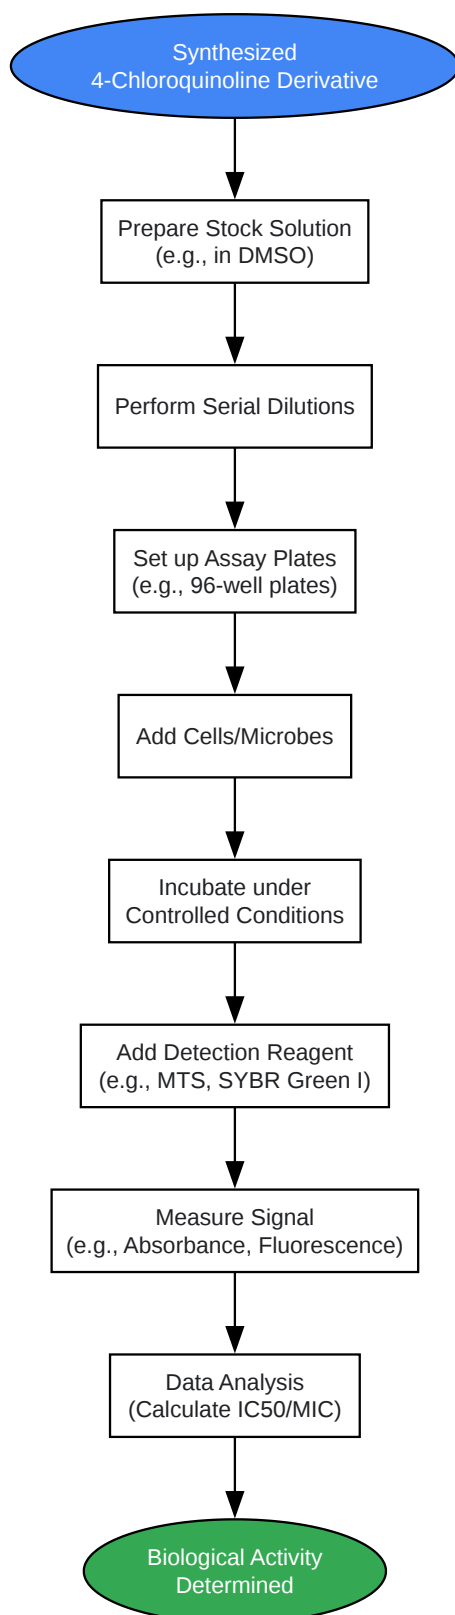 Synthesized
4-Chloroquinoline Derivative
Prepare Stock Solution
(e.g., in DMSO)
Perform Serial Dilutions
Set up Assay Plates
(e.g., 96-well plates)
Add Cells/Microbes
Incubate under
Controlled Conditions
Add Detection Reagent
(e.g., MTS, SYBR Green I)
Measure Signal
(e.g., Absorbance, Fluorescence)
Data Analysis
(Calculate IC50/MIC)
Biological Activity
Determined